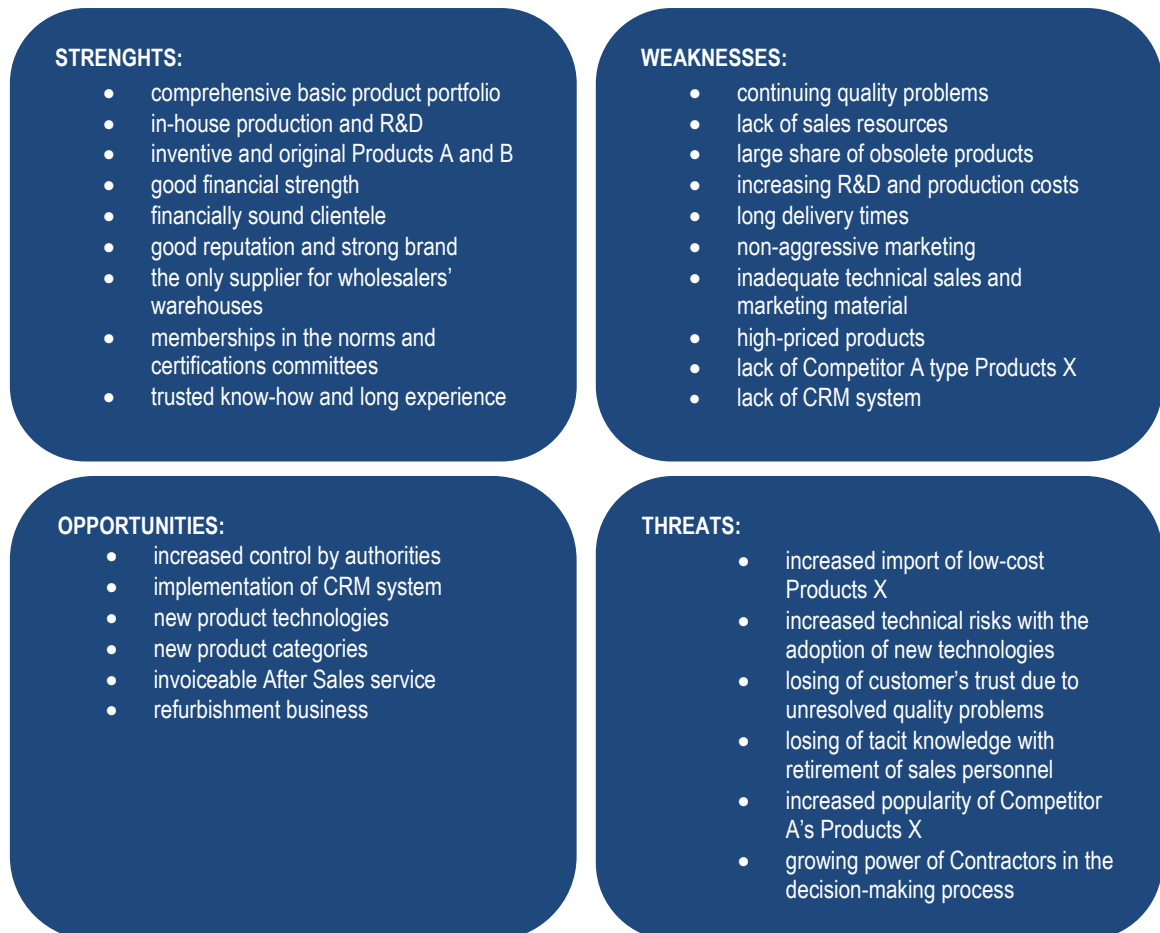 STRENGHTS:
• comprehensive basic product portfolio
• in-house production and R&D
• inventive and original Products A and B
• good financial strength
• financially sound clientele
• good reputation and strong brand
• the only supplier for wholesalers’
warehouses
• memberships in the norms and
certifications committees
• trusted know-how and long experience
WEAKNESSES:
• continuing quality problems
• lack of sales resources
• large share of obsolete products
• increasing R&D and production costs
• long delivery times
• non-aggressive marketing
• inadequate technical sales and
marketing material
• high-priced products
• lack of Competitor A type Products X
• lack of CRM system
OPPORTUNITIES:
• increased control by authorities
• implementation of CRM system
• new product technologies
• new product categories
• invoiceable After Sales service
• refurbishment business
THREATS:
• increased import of low-cost
Products X
• increased technical risks with the
adoption of new technologies
• losing of customer’s trust due to
unresolved quality problems
• losing of tacit knowledge with
retirement of sales personnel
• increased popularity of Competitor
A’s Products X
• growing power of Contractors in the
decision-making process